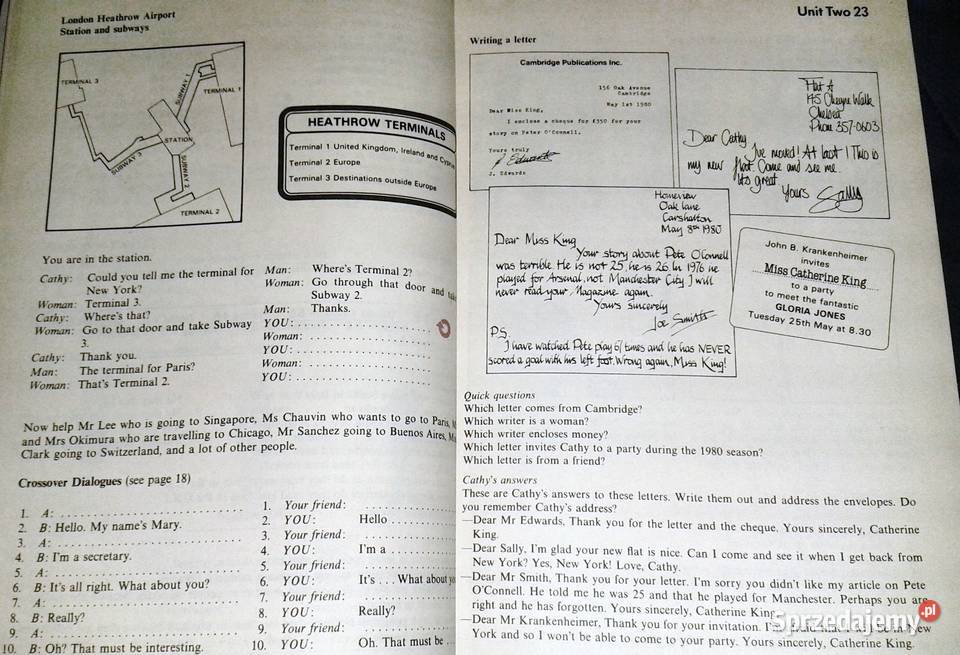 London Heathrow Airport
Station and subways
TERMINAL 3
SUBWAY 1
TERMINAL 1
STATION
SUBWAY 3
SUBWAY 2
TERMINAL 2
HEATHROW TERMINALS
Terminal 1 United Kingdom, Ireland and
Terminal 2 Europe
Terminal 3 Destinations outside Europe
You are in the station.
Cathy: Could you tell me the terminal for
New York?
Woman: Terminal 3.
Cathy: Where's that?
Woman: Go to that door and take Subway
3.
Cathy: Thank you.
Man: The terminal for Paris?
Woman: That's Terminal 2.
Man: Where's Terminal 2?
Woman: Go through that door and
Subway 2.
Man: Thanks.
YOU: ........................
Woman: ........................
YOU: ........................
Woman: ........................
YOU: ........................
Now help Mr Lee who is going to Singapore, Ms Chauvin who wants to go to Paris,
and Mrs Okimura who are travelling to Chicago, Mr Sanchez going to Buenos Aires,
Clark going to Switzerland, and a lot of other people.
Crossover Dialogues (see page 18)
1. A: ........................
2. B: Hello. My name's Mary.
3. A: ........................
4. B: I'm a secretary.
5. A: ........................
6. B: It's all right. What about you?
7. A: ........................
8. B: Really?
9. A: ........................
10. B: Oh? That must be interesting.
1. Your friend: ............
2. YOU: Hello ............
3. Your friend: ............
4. YOU: I'm a ............
5. Your friend: ............
6. YOU: It's . . . What about
7. Your friend: ............
8. YOU: Really?
9. Your friend: ............
10. YOU: Oh. That must be ..
Unit Two 23
Writing a letter
Cambridge Publications Inc.
156 Oak Avenue
Cambridge
May 1st 1980
Dear Miss King,
I enclose a cheque for £350 for your
story on Peter O'Connell.
Yours truly
J. Edwards
J. Edwards
Flat A
145 Cheyne Walk
Chelsea
Phone 357-0603
Dear Cathy
I've moved! At last! This is
my new flat. Come and see me.
It's great.
Yours
Sally
Homeview
Oak Lane
Carshalton
May 8th 1980
Dear Miss King
Your story about Pete O'Connell
was terrible. He is not 25, he is 26. In 1976 he
played for Arsenal, not Manchester City. I will
never read your Magazine again.
Yours sincerely
Joe Smith
P.S.
I have watched Pete play 61 times and he has NEVER
scored a goal with his left foot. Wrong again, Miss King!
John B. Krankenheimer
invites
Miss Catherine King
to a party
to meet the fantastic
GLORIA JONES
Tuesday 25th May at 8.30
Quick questions
Which letter comes from Cambridge?
Which writer is a woman?
Which writer encloses money?
Which letter invites Cathy to a party during the 1980 season?
Which letter is from a friend?
Cathy's answers
These are Cathy's answers to these letters. Write them out and address the envelopes. Do
you remember Cathy's address?
—Dear Mr Edwards, Thank you for the letter and the cheque. Yours sincerely, Catherine
King.
—Dear Sally, I'm glad your new flat is nice. Can I come and see it when I get back from
New York? Yes, New York! Love, Cathy.
—Dear Mr Smith, Thank you for your letter. I'm sorry you didn't like my article on Pete
O'Connell. He told me he was 25 and that he played for Manchester. Perhaps you are
right and he has forgotten. Yours sincerely, Catherine King.
—Dear Mr Krankenheimer, Thank you for your invitation. I'm afraid that I will be in New
York and so I won't be able to come to your party. Yours sincerely, Catherine King.
Sprzedajemy.pl